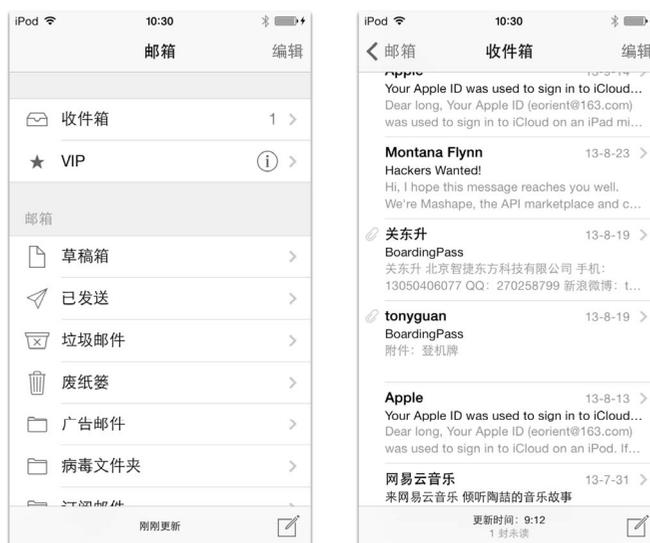 iPod 10:30
邮箱 编辑
收件箱 1
VIP
邮箱
草稿箱
已发送
垃圾邮件
废纸篓
广告邮件
病毒文件夹
订阅邮件
刚刚更新
iPod 10:30
邮箱 收件箱 编辑
Apple 13-9-14
Your Apple ID was used to sign in to iCloud...
Dear long, Your Apple ID (eorient@163.com)
was used to sign in to iCloud on an iPad mi...
Montana Flynn 13-8-23
Hackers Wanted!
Hi, I hope this message reaches you well.
We're Mashape, the API marketplace and c...
关东升 13-8-19
BoardingPass
关东升 北京智捷东方科技有限公司 手机：
13050406077 QQ：270258799 新浪微博：t...
tonyguan 13-8-19
BoardingPass
附件：登机牌
Apple 13-8-13
Your Apple ID was used to sign in to iCloud...
Dear long, Your Apple ID (eorient@163.com)
was used to sign in to iCloud on an iPod. If...
网易云音乐 13-7-31
来网易云音乐 倾听陶喆的音乐故事
更新时间：9:12
1 封未读